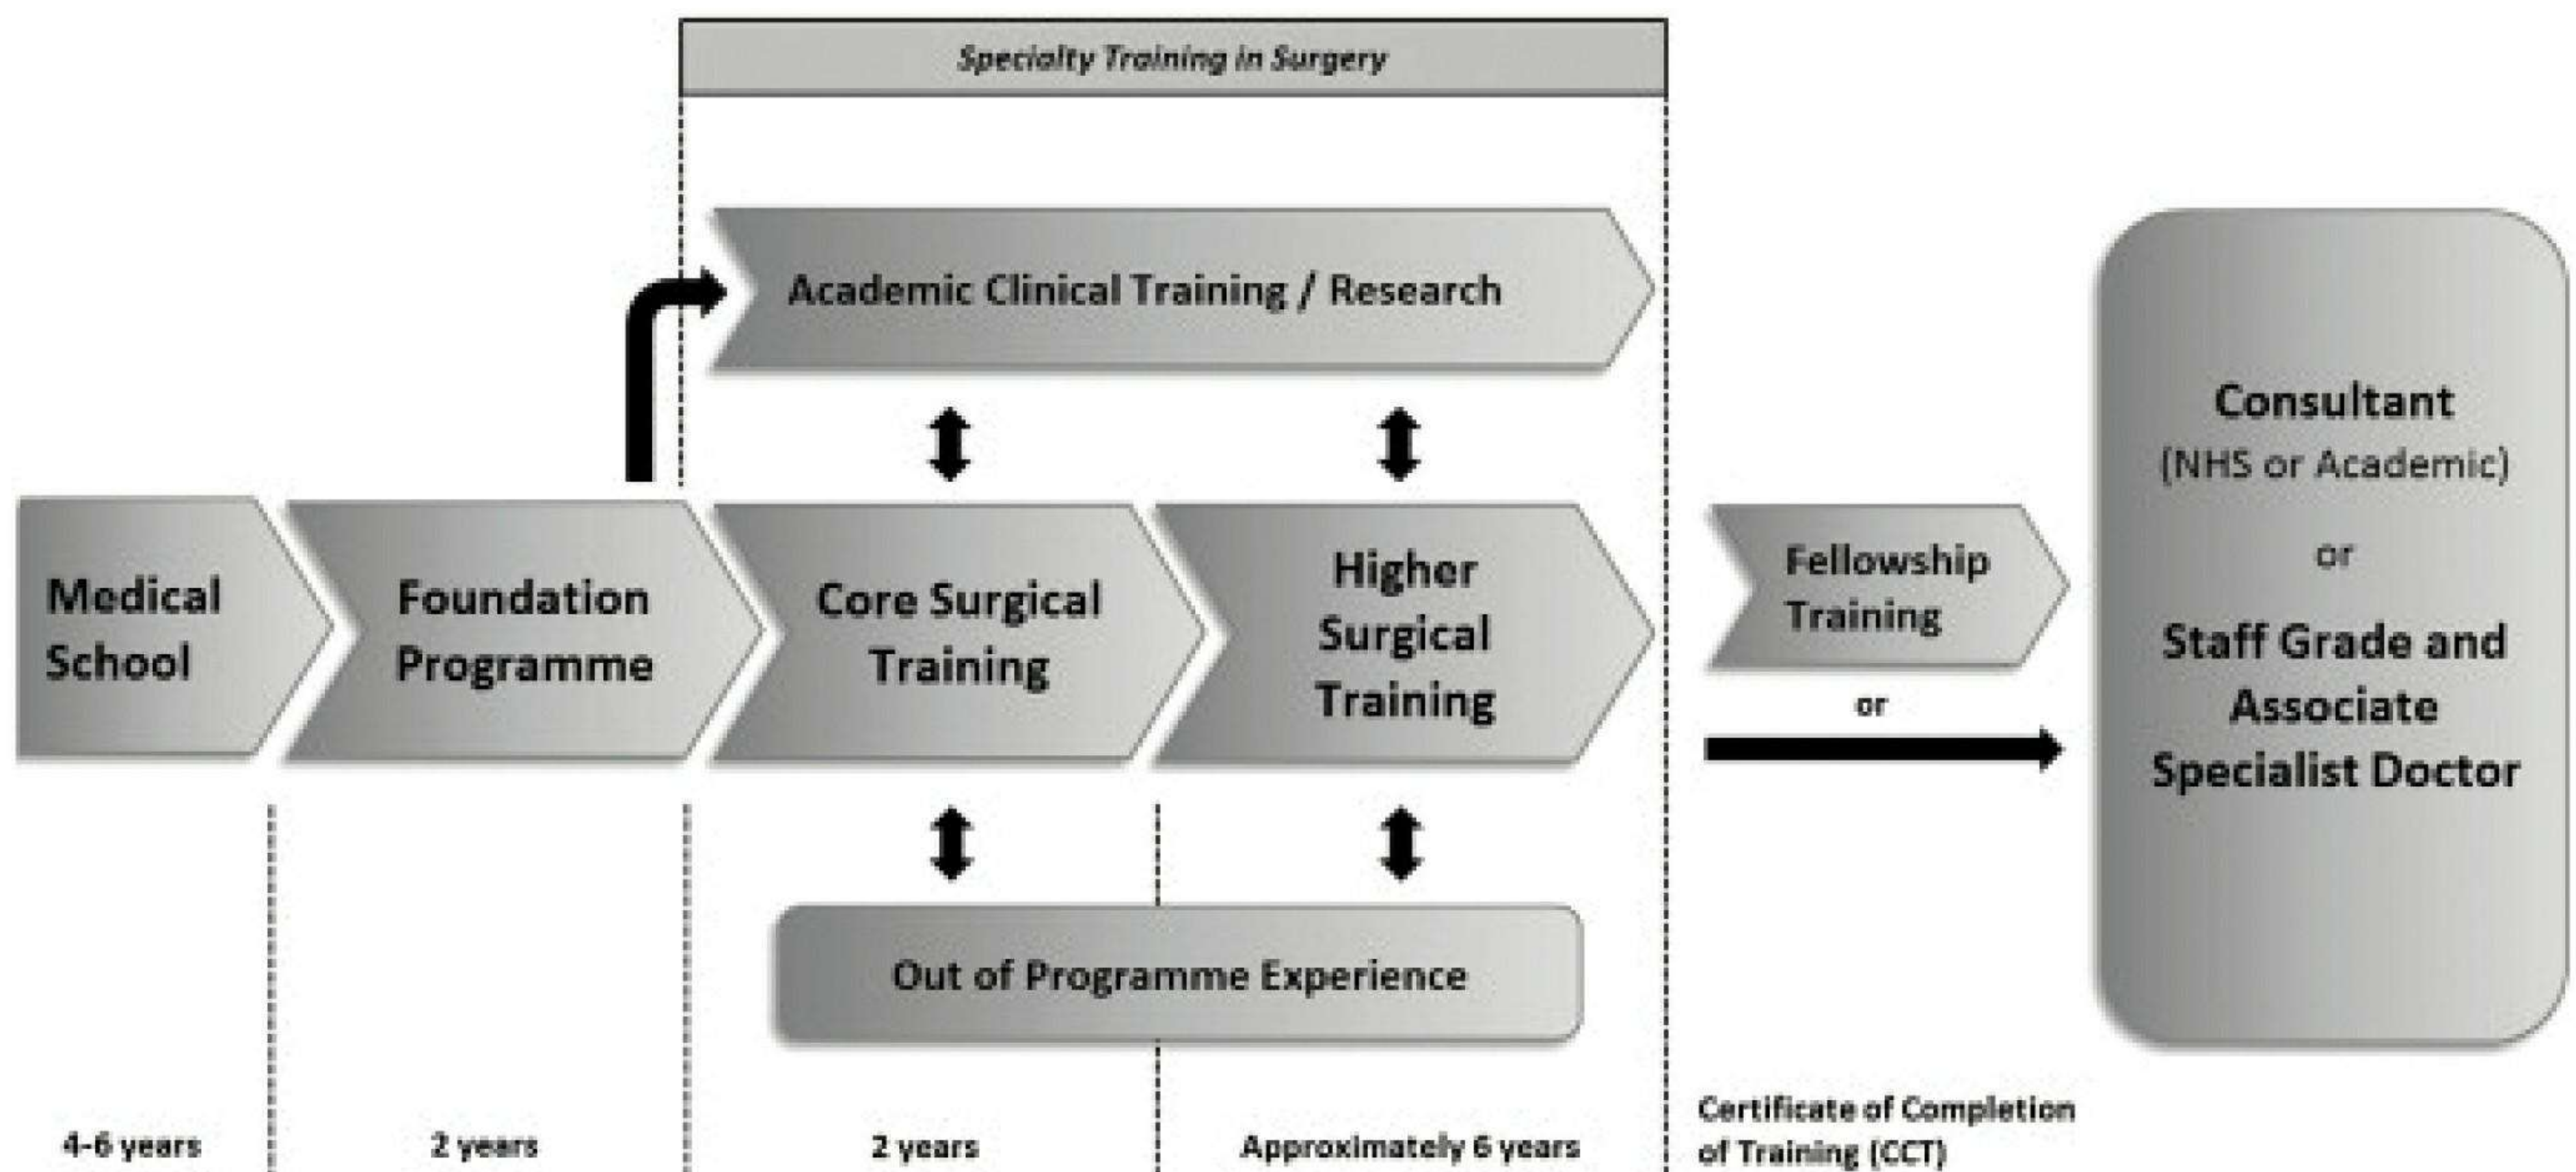 Specialty Training in Surgery
Academic Clinical Training / Research
Medical
School
Foundation
Programme
Core Surgical
Training
Higher
Surgical
Training
Fellowship
Training
or
Consultant
(NHS or Academic)
or
Staff Grade and
Associate
Specialist Doctor
Out of Programme Experience
4-6 years
2 years
2 years
Approximately 6 years
Certificate of Completion
of Training (CCT)